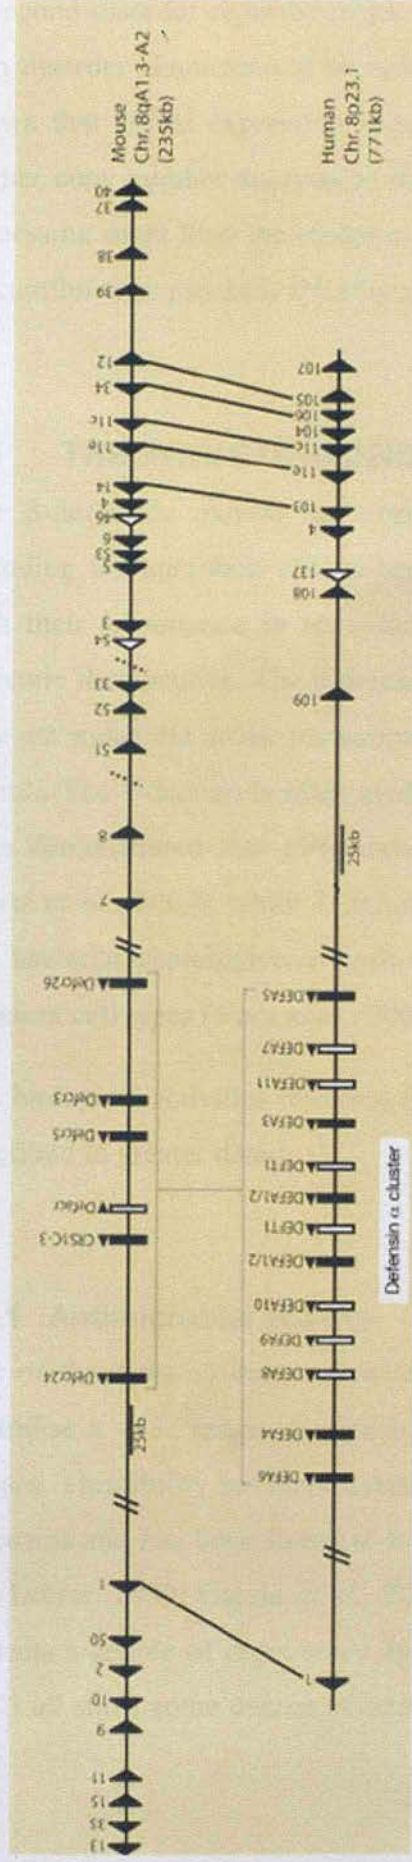 Mouse
Chr. 8qA1.3-A2
(235kb)
40
37
38
39
12
34
11c
11e
14
4
46
6
53
5
3
54
33
52
51
8
7
Defcr26
Defcr3
Defcr5
Defacr
CRS1C-3
Defcr24
25kb
1
50
2
10
9
11
15
35
13
Human
Chr. 8p23.1
(771kb)
107
105
106
104
11c
11e
103
4
137
108
109
25kb
DEFA5
DEFA7
DEFA11
DEFA3
DEFT1
DEFA1/2
DEFT1
DEFA1/2
DEFA10
DEFA9
DEFA8
DEFA4
DEFA6
1
Defensin α cluster